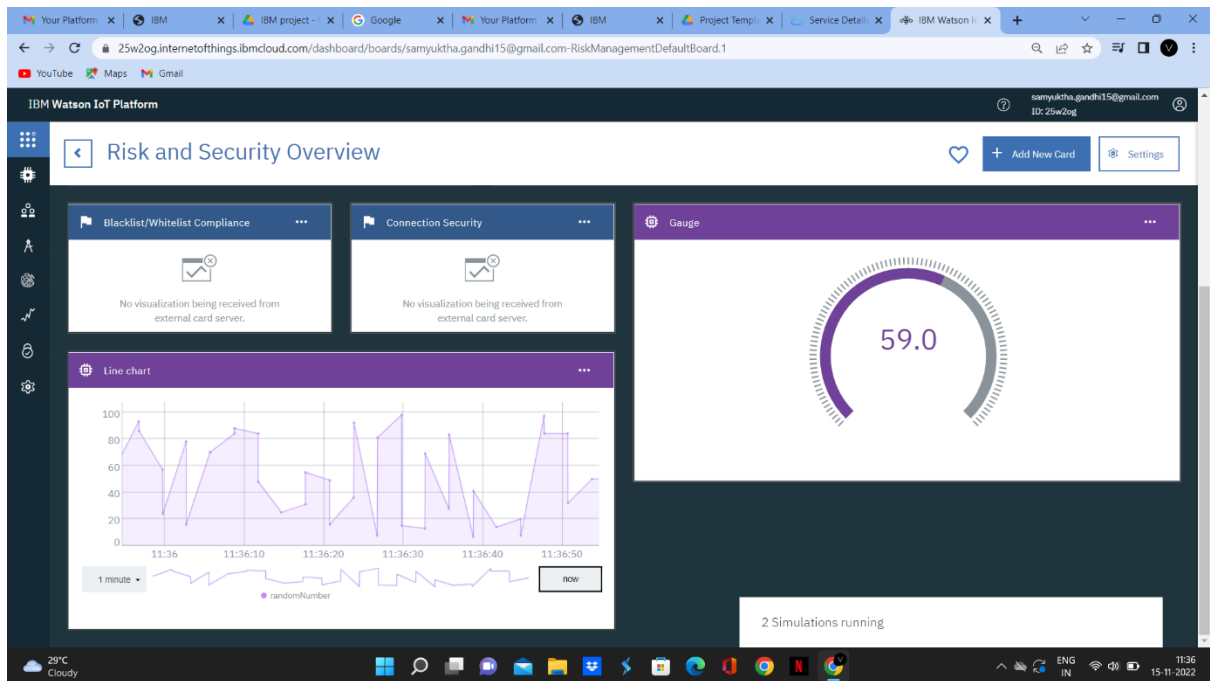 Your Platform
IBM
IBM project -
Google
Your Platform
IBM
Project Templa
Service Details
IBM Watson Io
25w2og.internetofthings.ibmcloud.com/dashboard/boards/samyuktha.gandhi15@gmail.com-RiskManagementDefaultBoard.1
V
YouTube
Maps
Gmail
IBM Watson IoT Platform
samyuktha.gandhi15@gmail.com
ID: 25w2og
Risk and Security Overview
+ Add New Card
Settings
Blacklist/Whitelist Compliance
Connection Security
Gauge
No visualization being received from
external card server.
No visualization being received from
external card server.
59.0
Line chart
100
80
60
40
20
0
11:36 11:36:10 11:36:20 11:36:30 11:36:40 11:36:50
1 minute
now
randomNumber
2 Simulations running
29°C
Cloudy
ENG
IN
11:36
15-11-2022